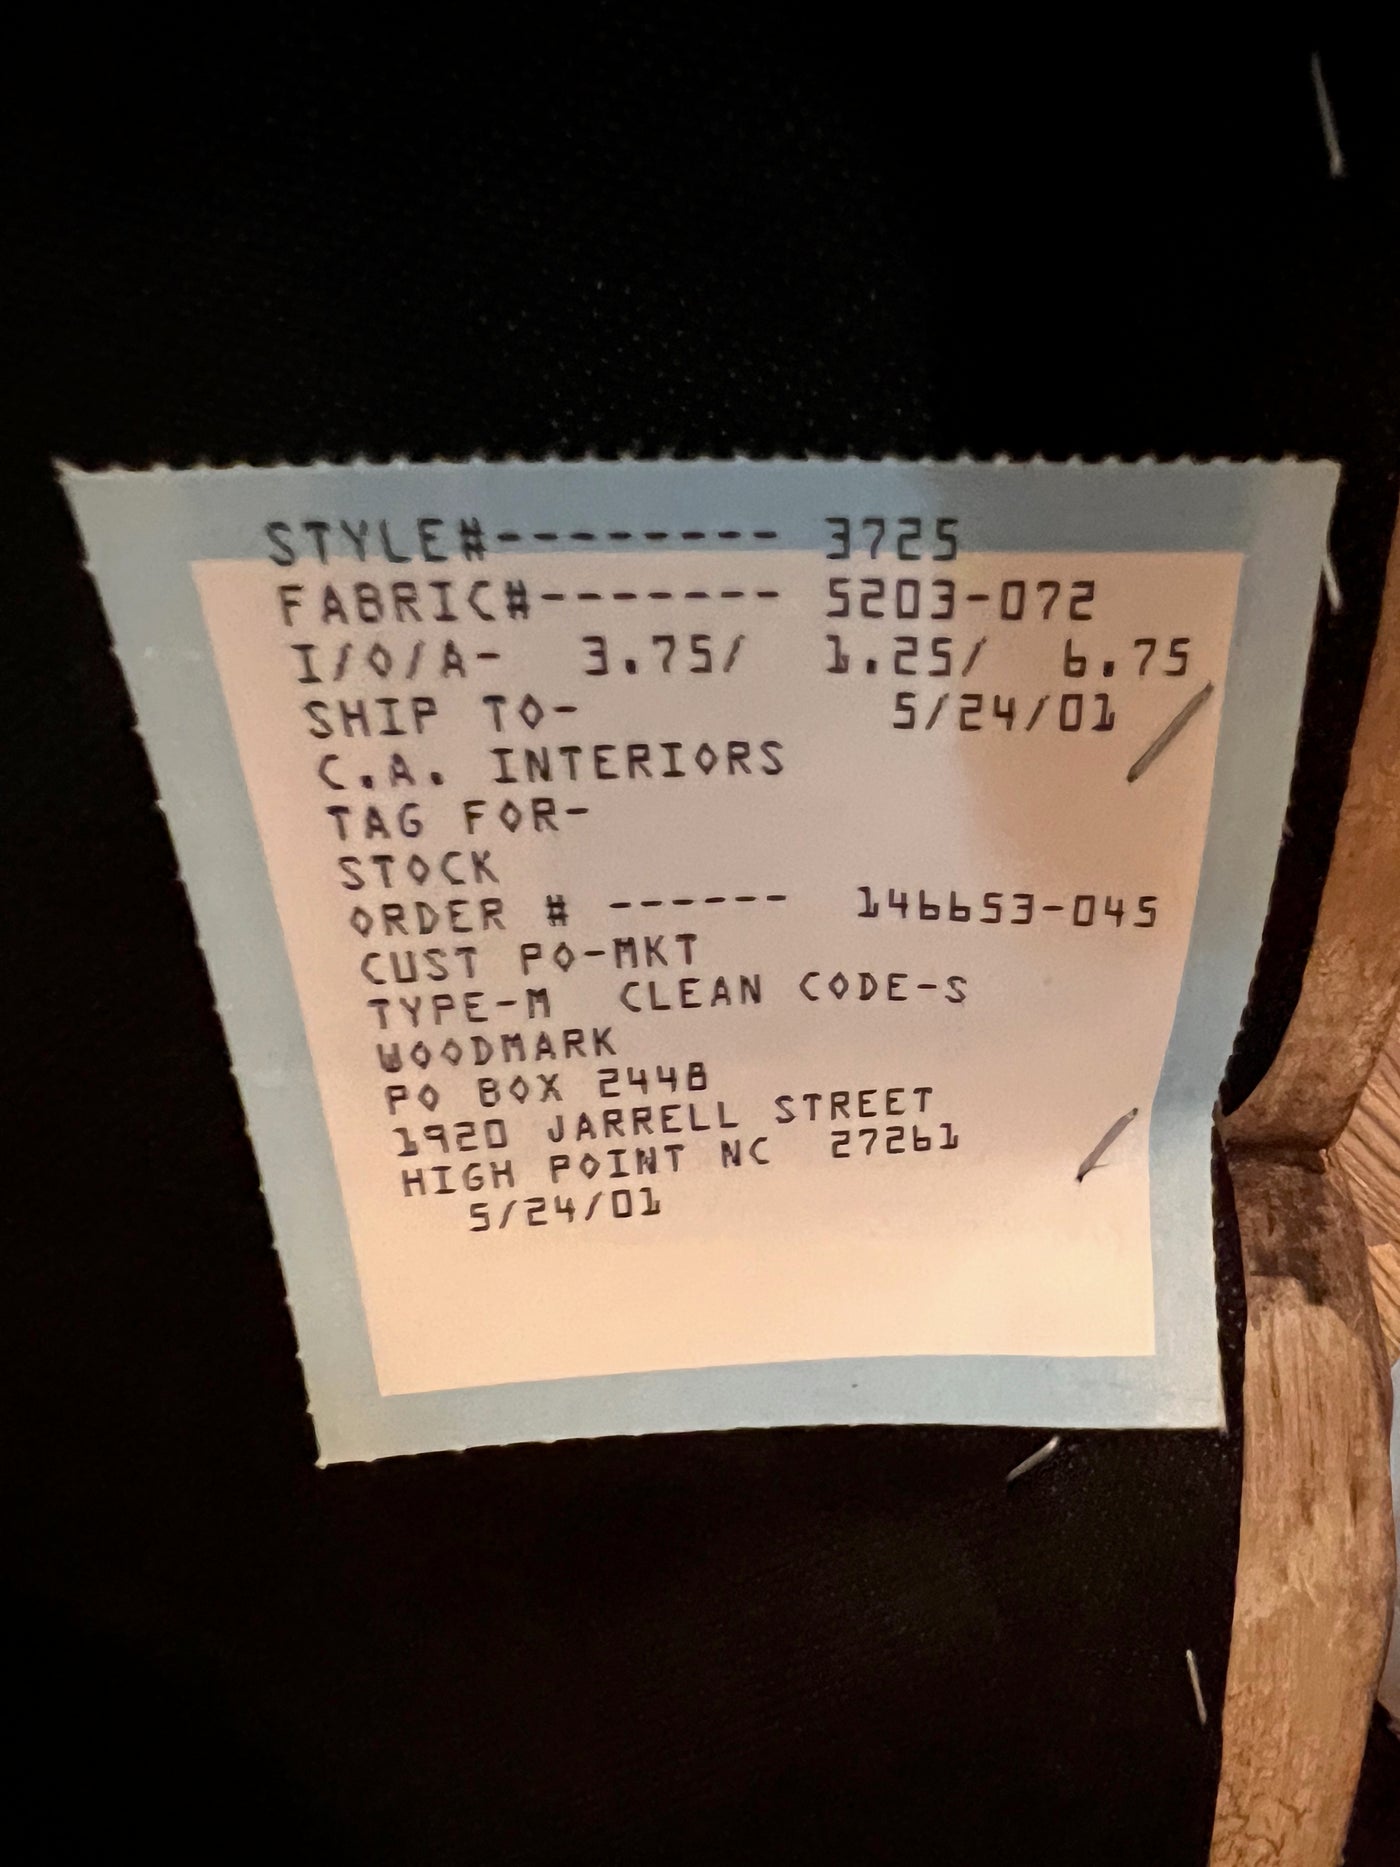 STYLE#-------- 3725
FABRIC#------- 5203-072
I/O/A- 3.75/ 1.25/ 6.75
SHIP TO- 5/24/01
C.A. INTERIORS
TAG FOR-
STOCK
ORDER # ------ 146653-045
CUST PO-MKT
TYPE-M CLEAN CODE-S
WOODMARK
PO BOX 2448
1920 JARRELL STREET
HIGH POINT NC 27261
5/24/01